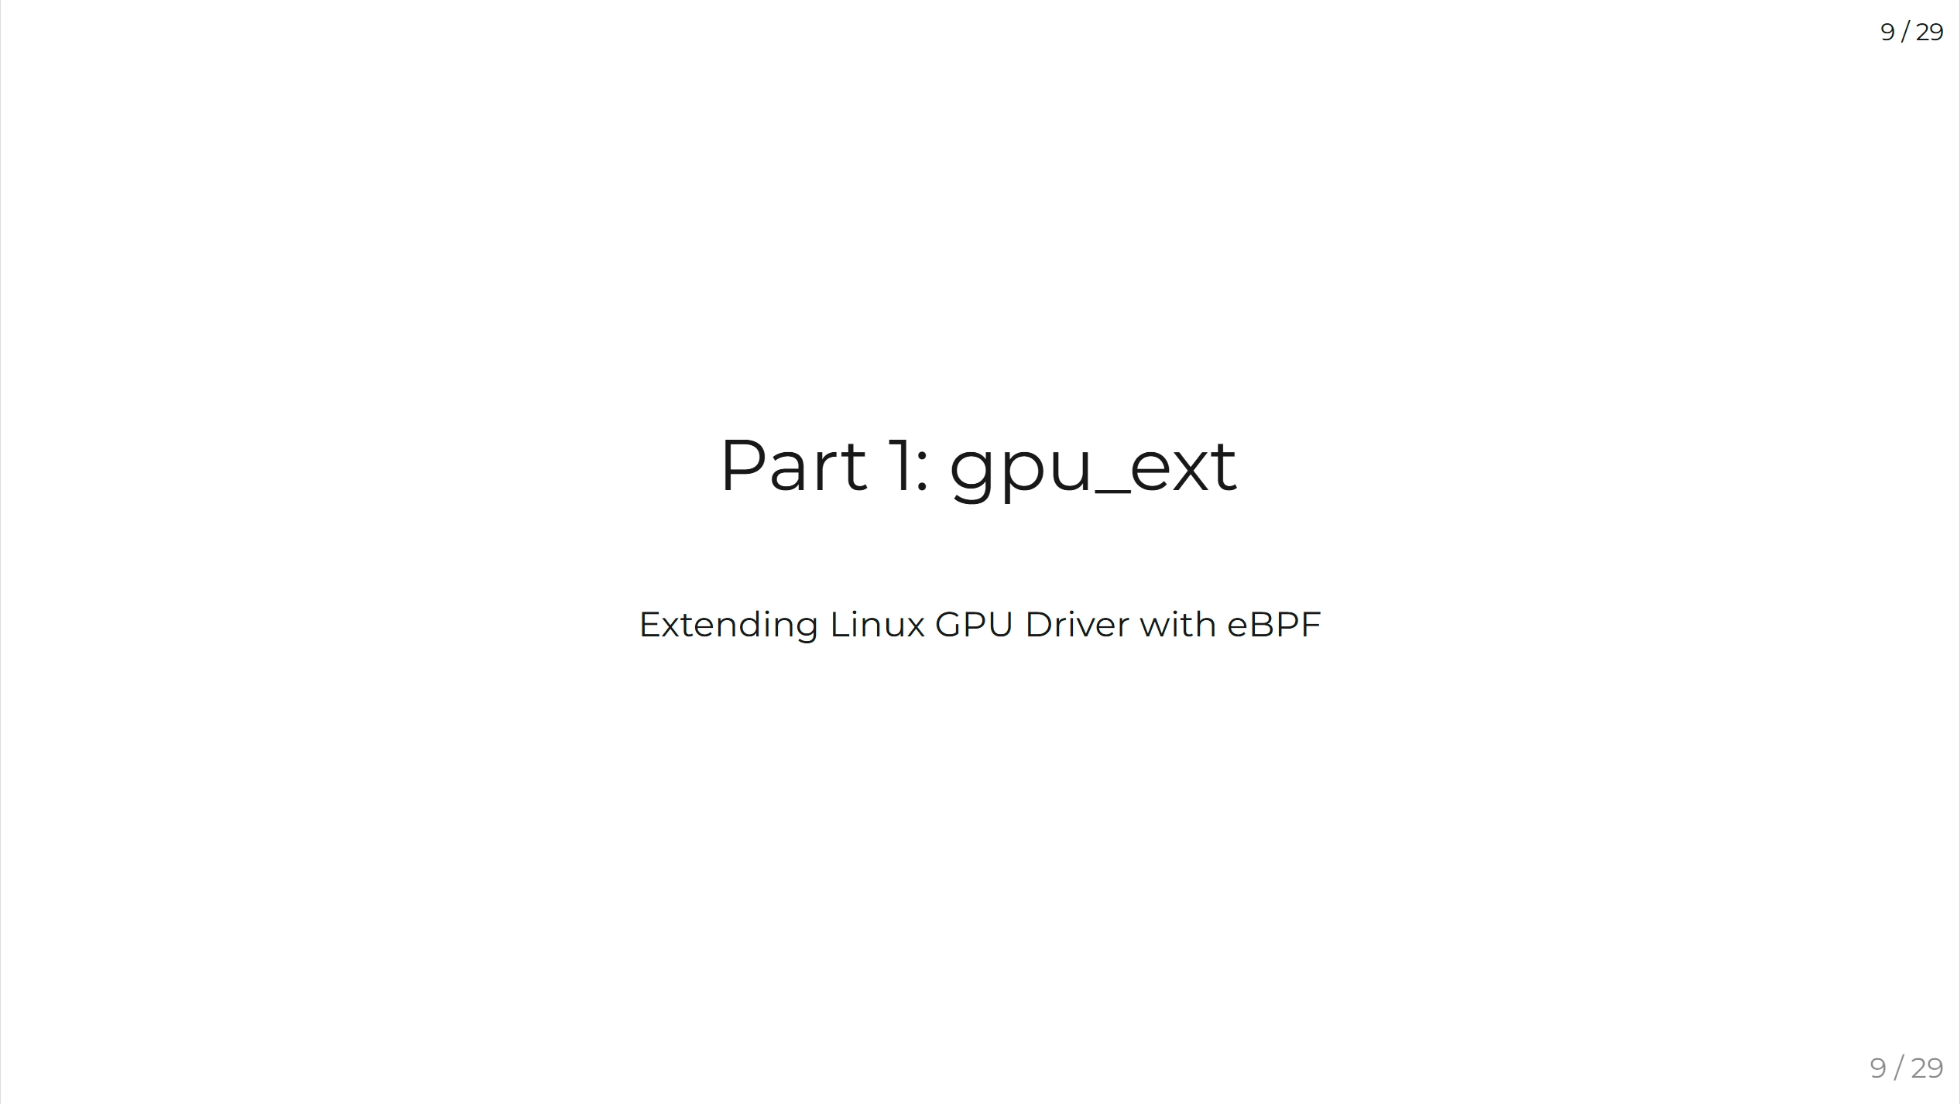 9 / 29
Part 1: gpu_ext
Extending Linux GPU Driver with eBPF
9 / 29